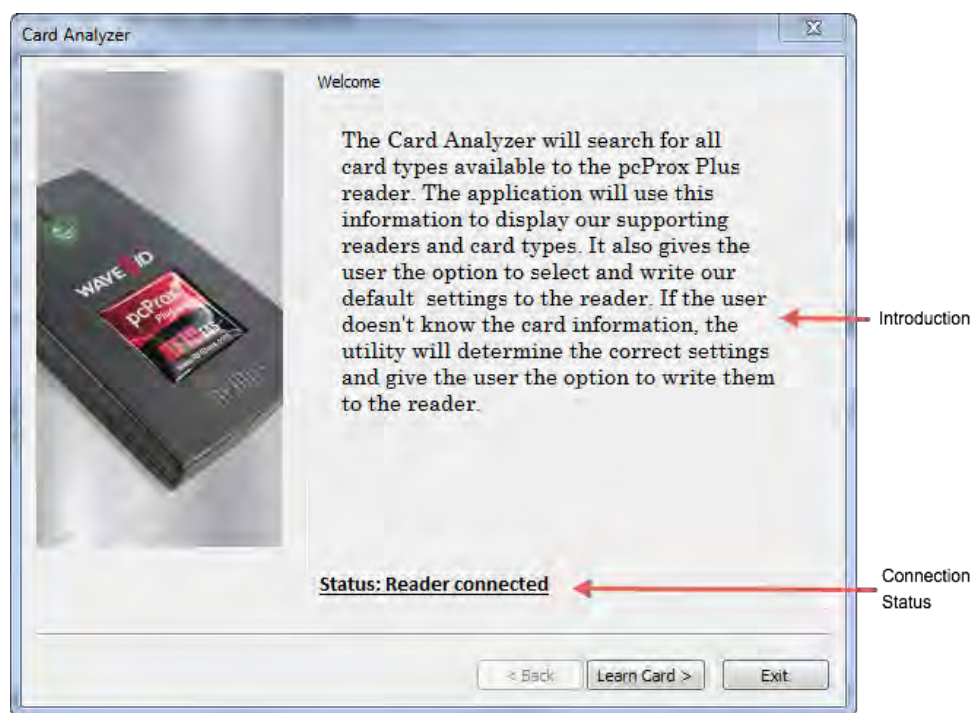 Card Analyzer
Welcome
The Card Analyzer will search for all
card types available to the pcProx Plus
reader. The application will use this
information to display our supporting
readers and card types. It also gives the
user the option to select and write our
default  settings to the reader. If the user
doesn't know the card information, the
utility will determine the correct settings
and give the user the option to write them
to the reader.
Introduction
WAVE ID
pcProx
Plus
Status: Reader connected
Connection
Status
< Back
Learn Card >
Exit